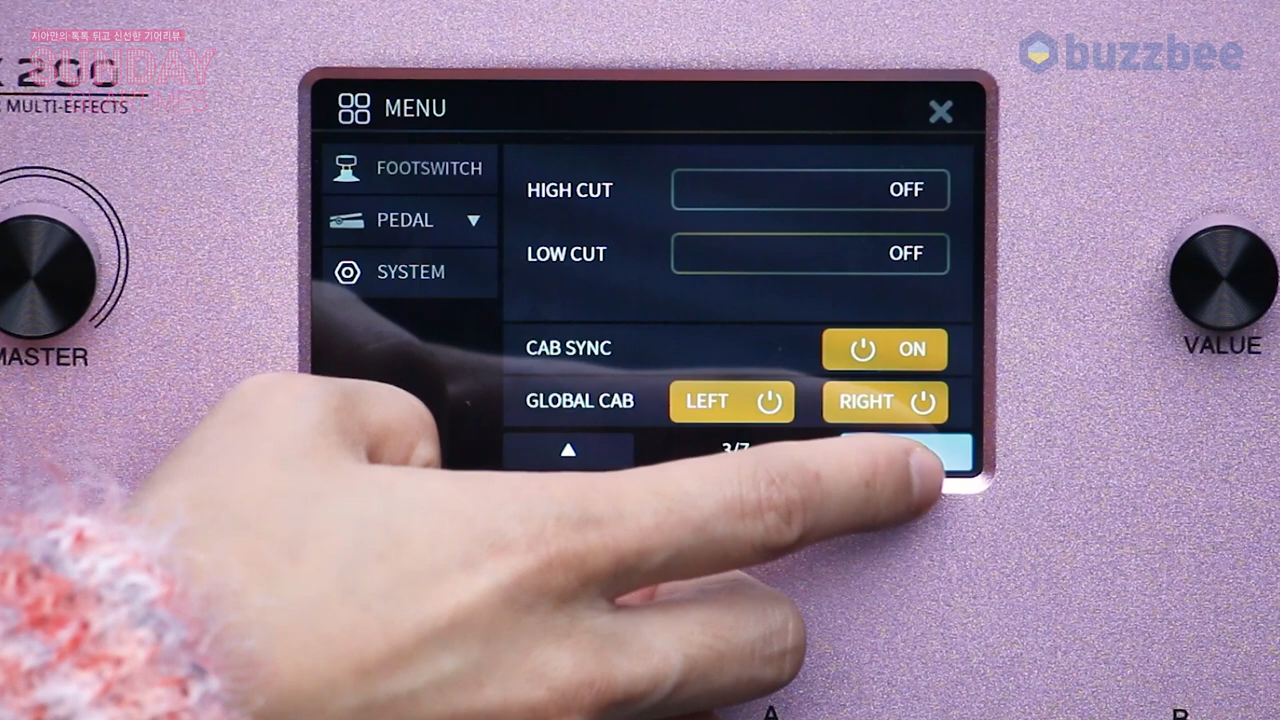 지아만의 톡톡 튀고 신선한 기어리뷰
SUNDAY
buzzbee
X 200
MULTI-EFFECTS
MENU
FOOTSWITCH
PEDAL
SYSTEM
HIGH CUT OFF
LOW CUT OFF
CAB SYNC ON
GLOBAL CAB LEFT RIGHT
3/7
MASTER
VALUE
A
B